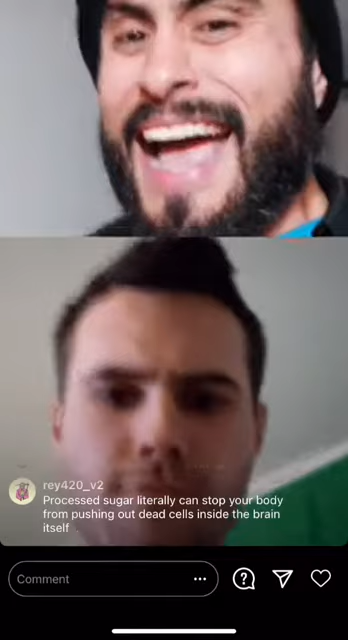 rey420_v2
Processed sugar literally can stop your body
from pushing out dead cells inside the brain
itself
Comment